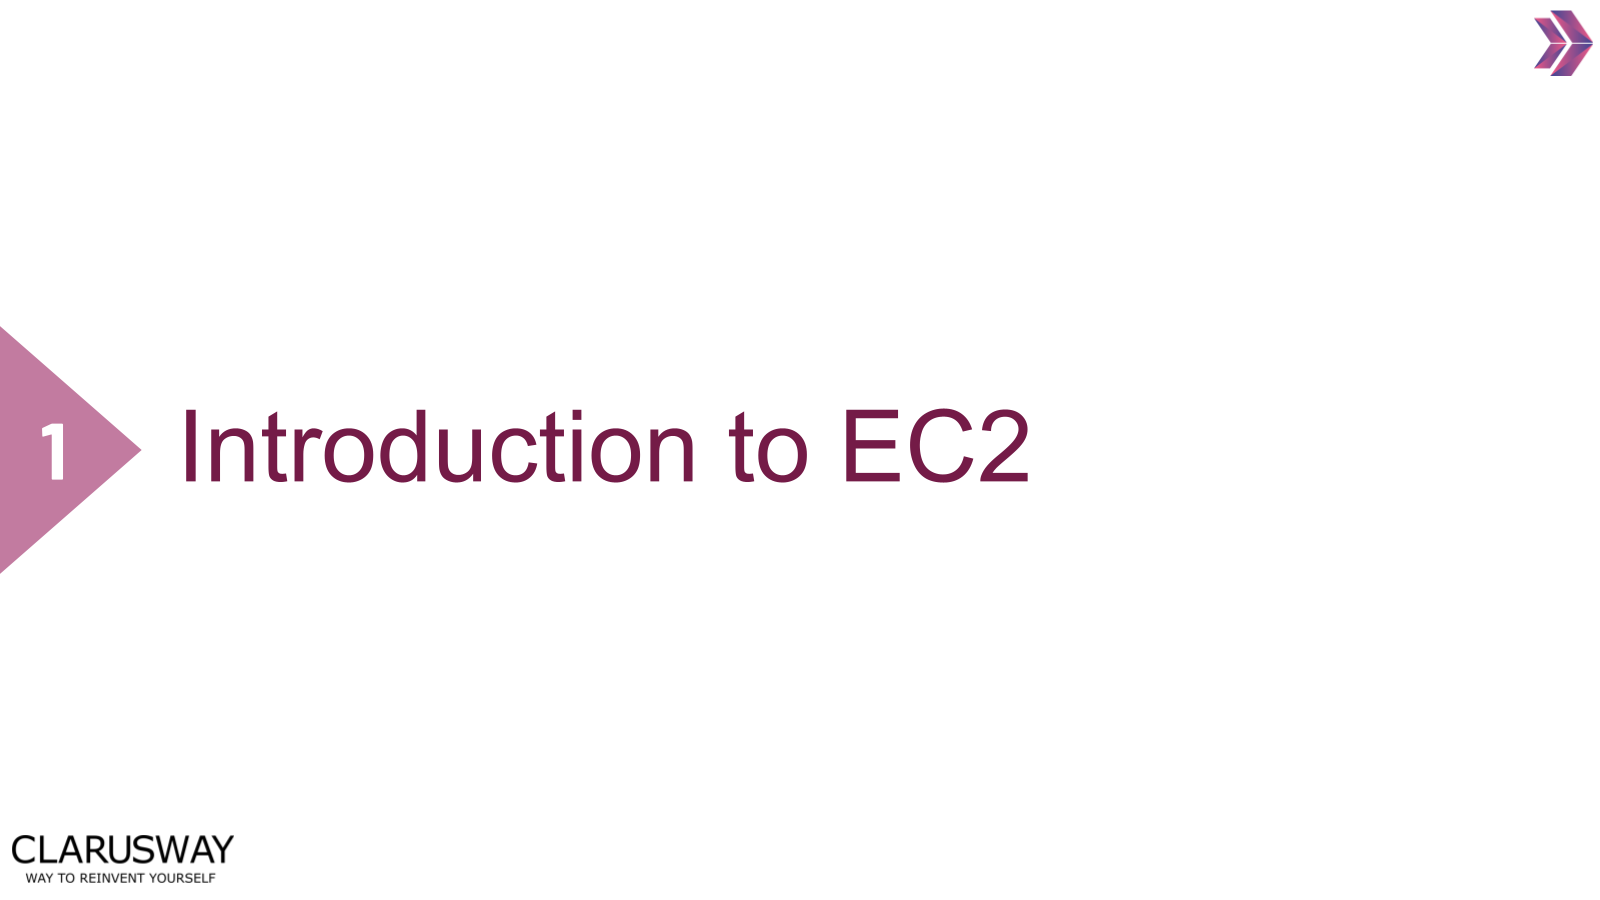 1
Introduction to EC2
CLARUSWAY
WAY TO REINVENT YOURSELF